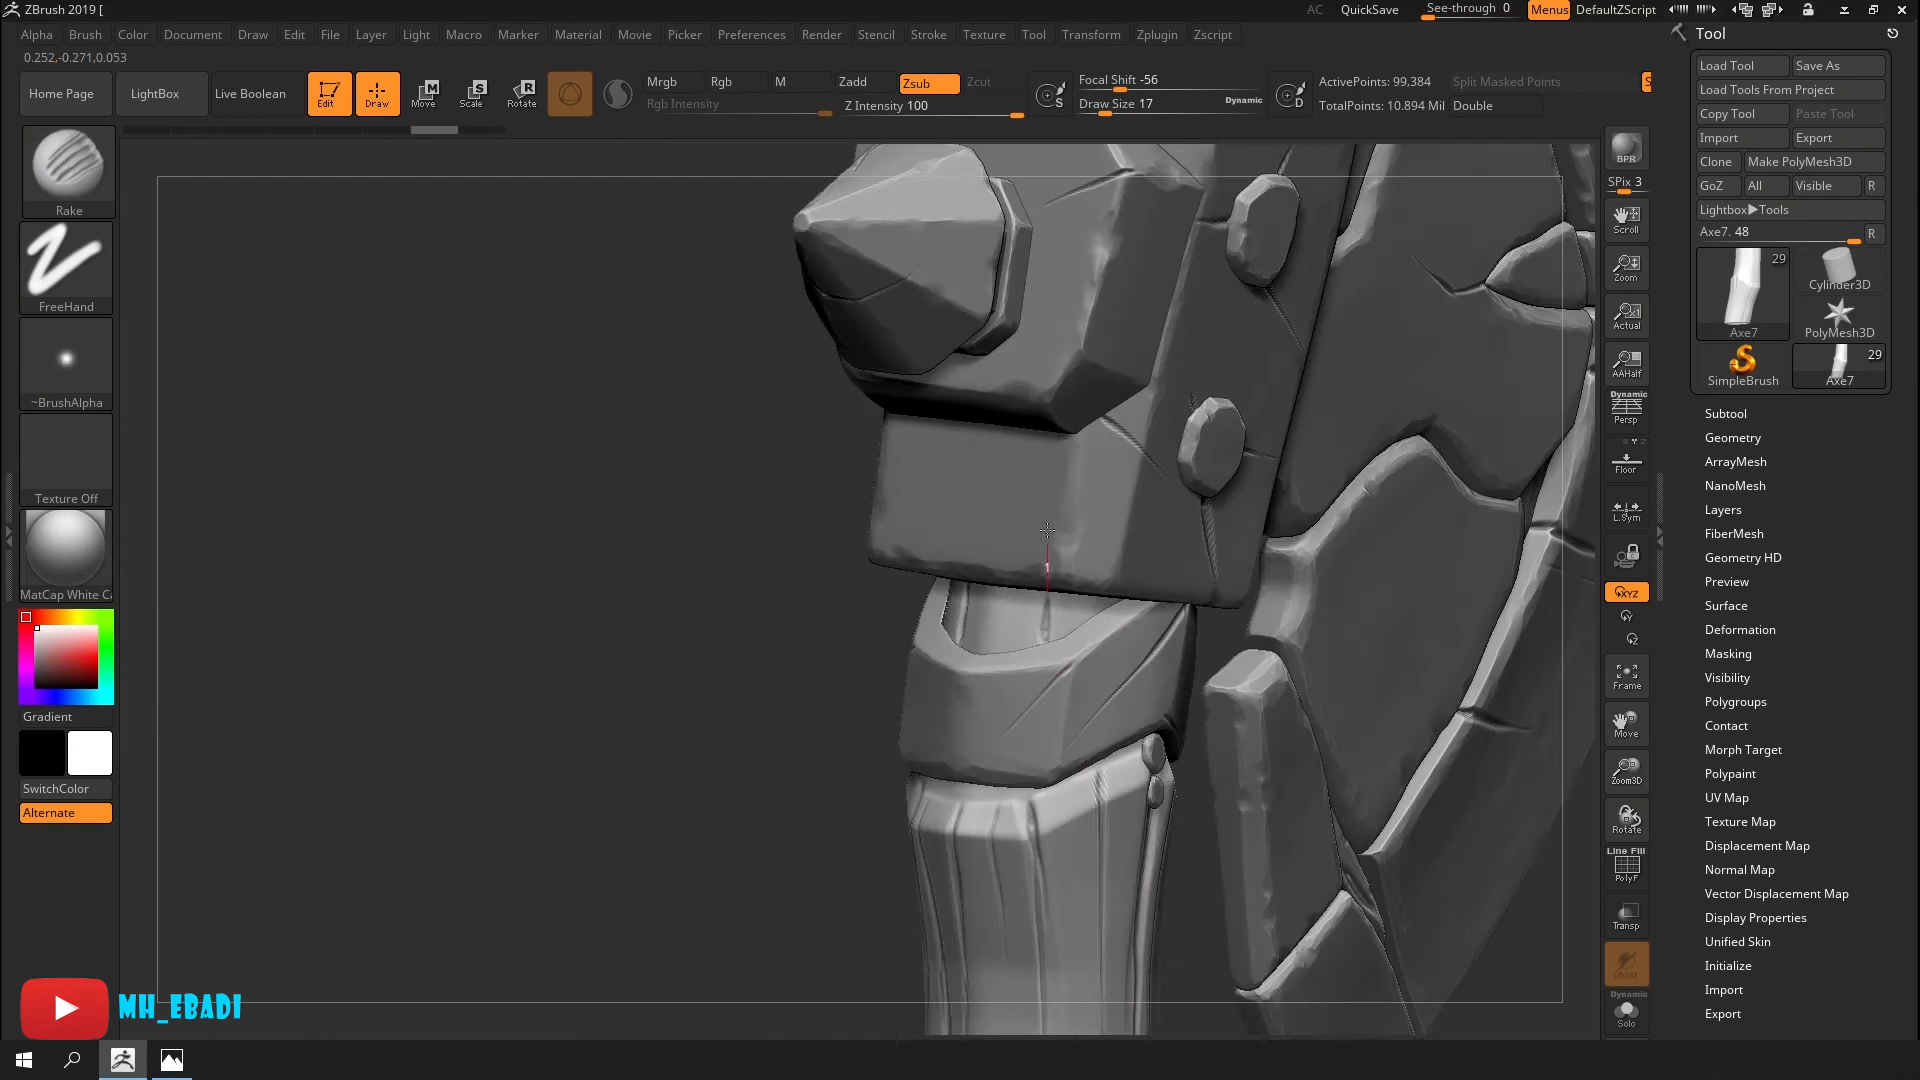 ZBrush 2019 [
AC QuickSave See-through 0 Menus DefaultZScript
Alpha Brush Color Document Draw Edit File Layer Light Macro Marker Material Movie Picker Preferences Render Stencil Stroke Texture Tool Transform Zplugin Zscript
0.252,-0.271,0.053
Home Page LightBox Live Boolean Edit Draw Move Scale Rotate
Mrgb Rgb M Zadd Zsub Zcut
Rgb Intensity Z Intensity 100
Focal Shift -56
Draw Size 17 Dynamic
ActivePoints: 99,384 Split Masked Points
TotalPoints: 10.894 Mil Double
Rake
FreeHand
~BrushAlpha
Texture Off
MatCap White C
Gradient
SwitchColor
Alternate
MH_EBADI
1
BPR
SPix 3
Scroll
Zoom
Actual
AAHalf
Dynamic
Persp
Floor
L.Sym
XYZ
Frame
Move
Zoom3D
Rotate
Line Fill
PolyF
Transp
Ghost
Dynamic
Solo
Tool
Load Tool Save As
Load Tools From Project
Copy Tool Paste Tool
Import Export
Clone Make PolyMesh3D
GoZ All Visible R
Lightbox▶Tools
Axe7. 48 R
29
Axe7
Cylinder3D
PolyMesh3D
SimpleBrush
29
Axe7
Subtool
Geometry
ArrayMesh
NanoMesh
Layers
FiberMesh
Geometry HD
Preview
Surface
Deformation
Masking
Visibility
Polygroups
Contact
Morph Target
Polypaint
UV Map
Texture Map
Displacement Map
Normal Map
Vector Displacement Map
Display Properties
Unified Skin
Initialize
Import
Export